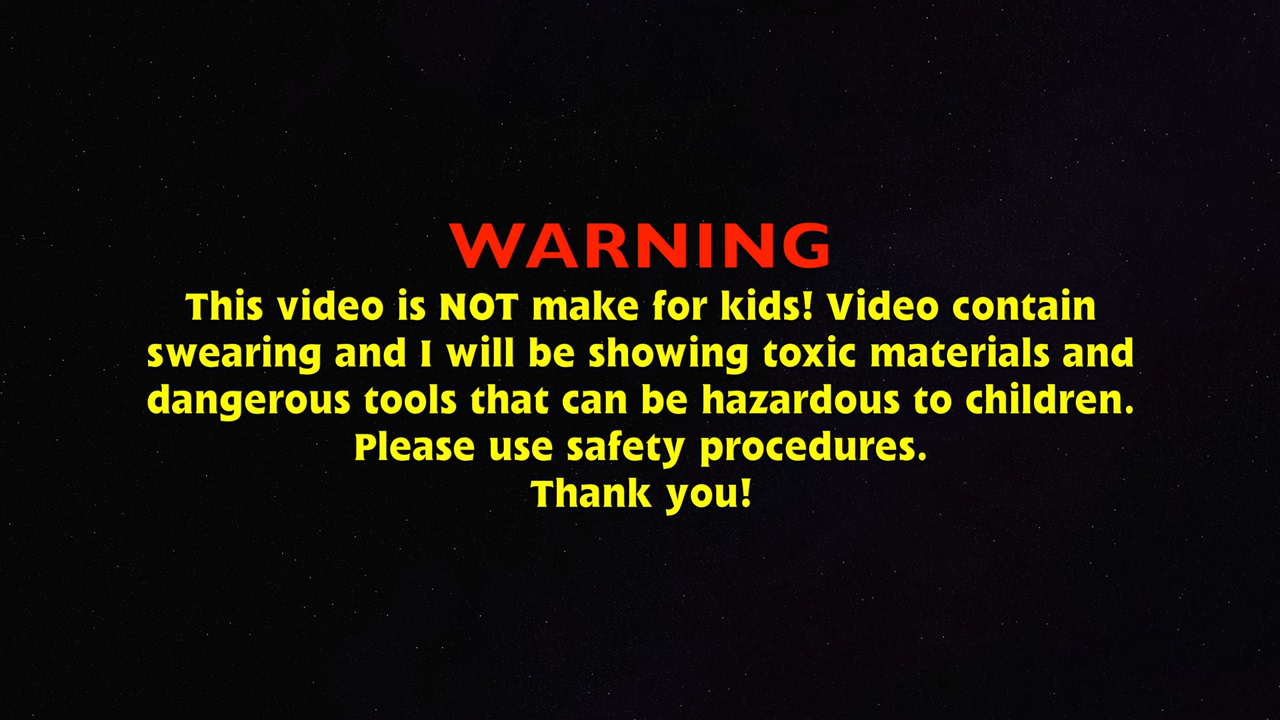 WARNING
This video is NOT make for kids! Video contain
swearing and I will be showing toxic materials and
dangerous tools that can be hazardous to children.
Please use safety procedures.
Thank you!